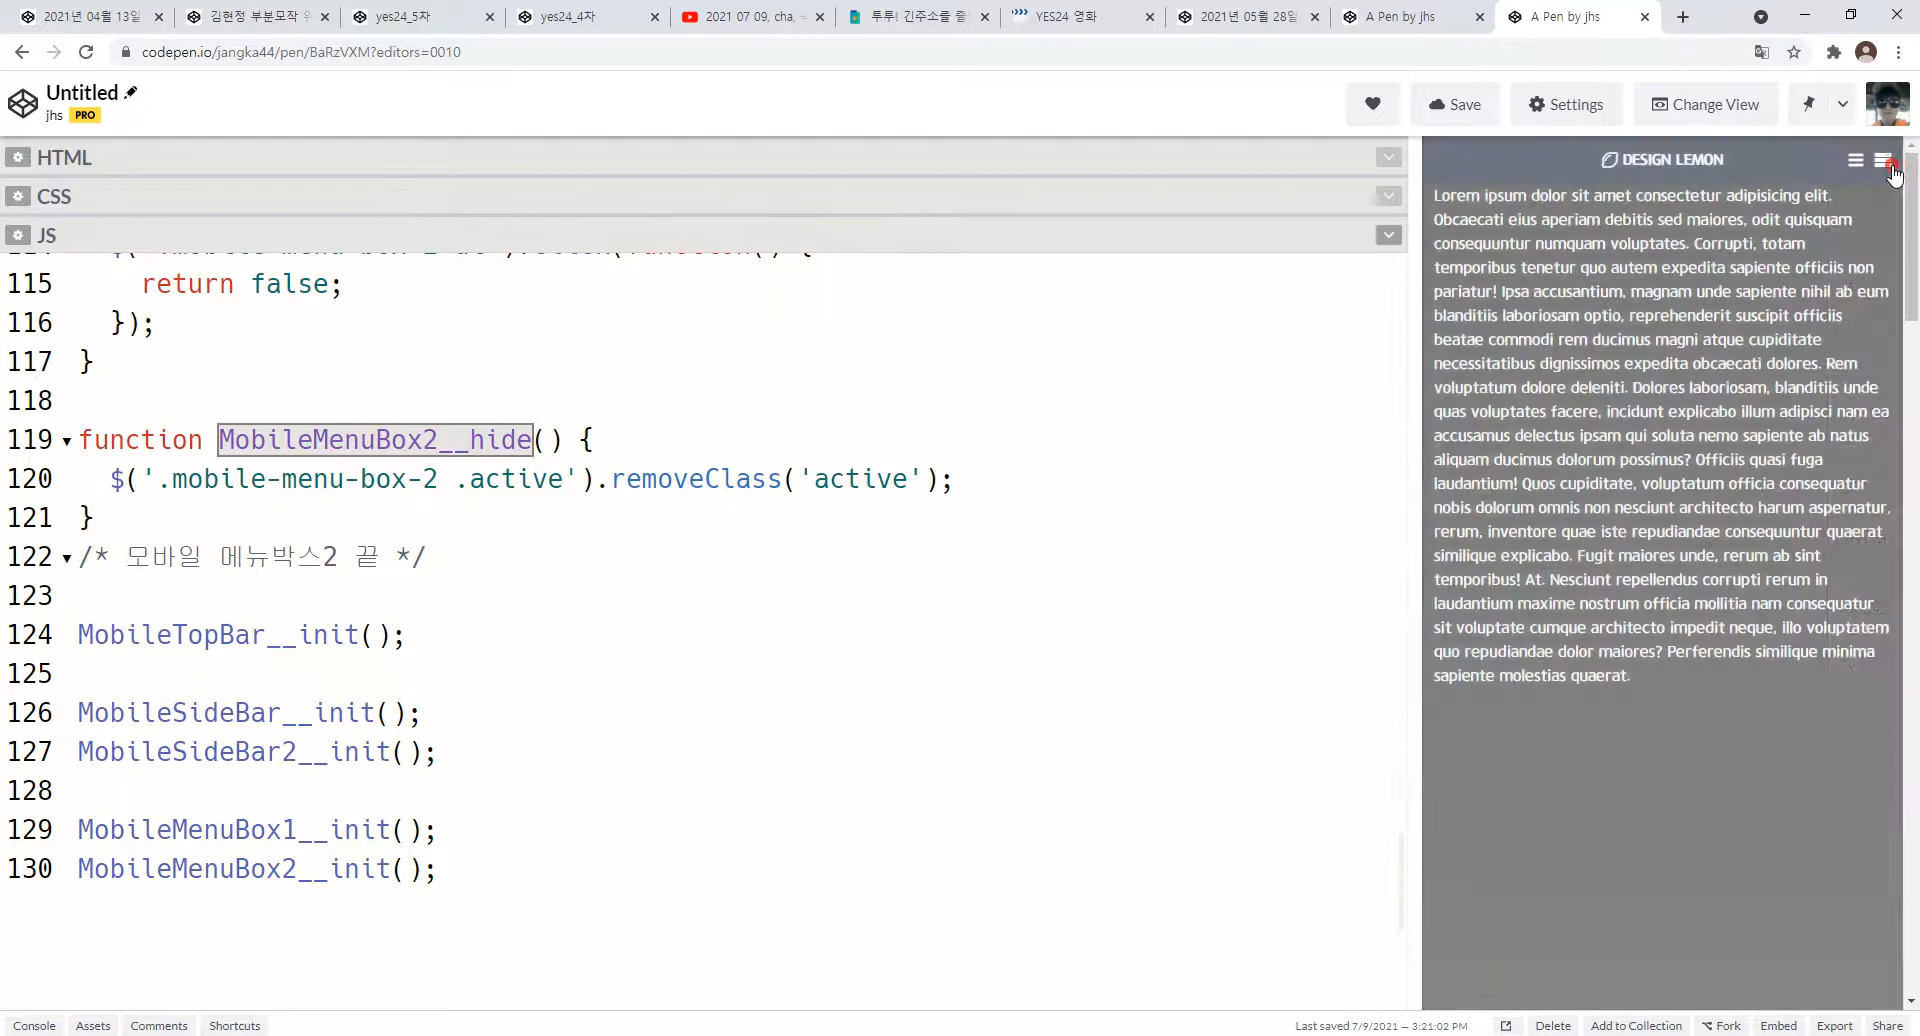 2021년 04월 13일
김현정 부분모작
yes24_5차
yes24_4차
2021 07 09, cha,
투투! 긴주소를 줄
YES24 영화
2021년 05월 28일
A Pen by jhs
A Pen by jhs
codepen.io/jangka44/pen/BaRzVXM?editors=0010
Untitled
jhs PRO
Save
Settings
Change View
HTML
CSS
JS
115 return false;
116 });
117 }
118
119 function MobileMenuBox2__hide() {
120 $('.mobile-menu-box-2 .active').removeClass('active');
121 }
122 /* 모바일 메뉴박스2 끝 */
123
124 MobileTopBar__init();
125
126 MobileSideBar__init();
127 MobileSideBar2__init();
128
129 MobileMenuBox1__init();
130 MobileMenuBox2__init();
DESIGN LEMON
Lorem ipsum dolor sit amet consectetur adipisicing elit.
Obcaecati eius aperiam debitis sed maiores, odit quisquam
consequuntur numquam voluptates. Corrupti, totam
temporibus tenetur quo autem expedita sapiente officiis non
pariatur! Ipsa accusantium, magnam unde sapiente nihil ab eum
blanditiis laboriosam optio, reprehenderit suscipit officiis
beatae commodi rem ducimus magni atque cupiditate
necessitatibus dignissimos expedita obcaecati dolores. Rem
voluptatum dolore deleniti. Dolores laboriosam, blanditiis unde
quas voluptates facere, incidunt explicabo illum adipisci nam ea
accusamus delectus ipsam qui soluta nemo sapiente ab natus
aliquam ducimus dolorum possimus? Officiis quasi fuga
laudantium! Quos cupiditate, voluptatum officia consequatur
nobis dolorum omnis non nesciunt architecto harum aspernatur,
rerum, inventore quae iste repudiandae consequuntur quaerat
similique explicabo. Fugit maiores unde, rerum ab sint
temporibus! At. Nesciunt repellendus corrupti rerum in
laudantium maxime nostrum officia mollitia nam consequatur
sit voluptate cumque architecto impedit neque, illo voluptatem
quo repudiandae dolor maiores? Perferendis similique minima
sapiente molestias quaerat.
Console
Assets
Comments
Shortcuts
Last saved 7/9/2021 — 3:21:02 PM
Delete
Add to Collection
Fork
Embed
Export
Share